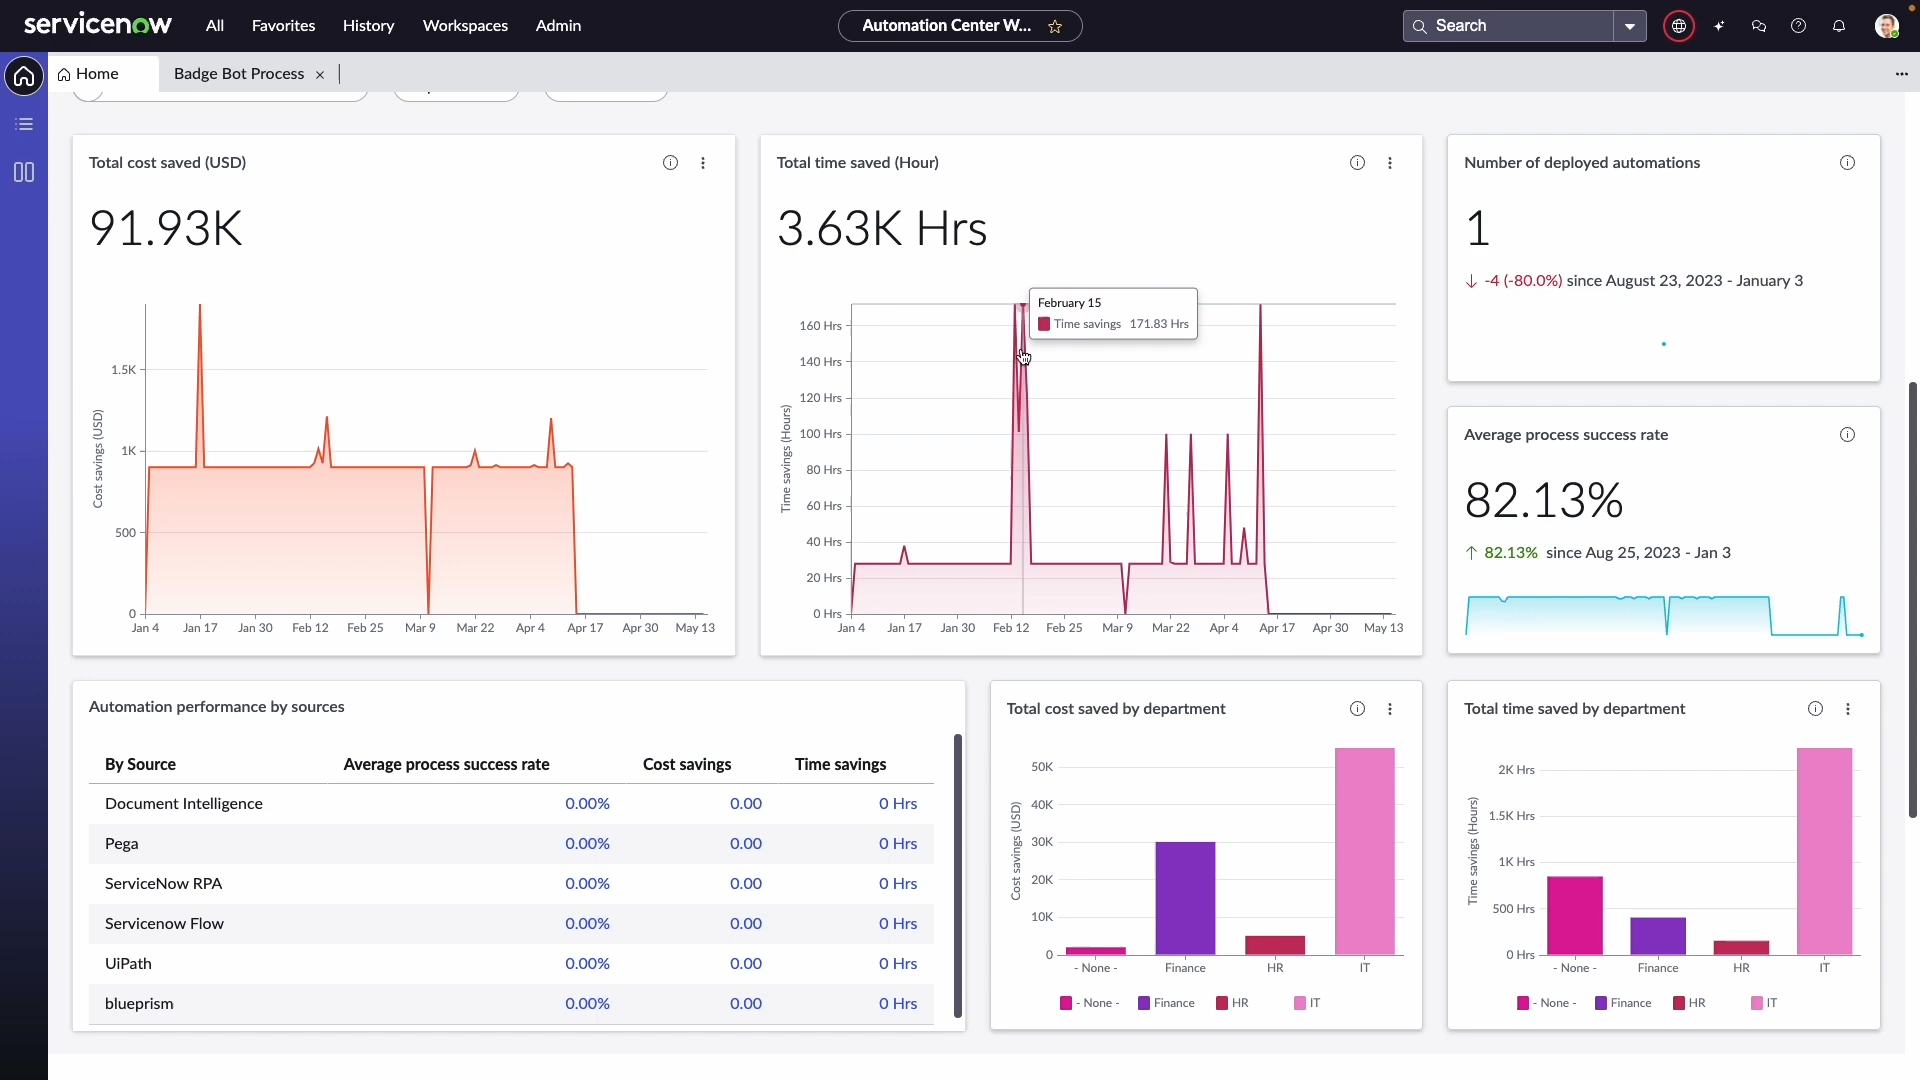 servicenow All Favorites History Workspaces Admin Automation Center W... Search
Home Badge Bot Process
Total cost saved (USD)
91.93K
Cost savings (USD)
1.5K
1K
500
0
Jan 4 Jan 17 Jan 30 Feb 12 Feb 25 Mar 9 Mar 22 Apr 4 Apr 17 Apr 30 May 13
Total time saved (Hour)
3.63K Hrs
February 15
Time savings 171.83 Hrs
Time savings (Hours)
160 Hrs
140 Hrs
120 Hrs
100 Hrs
80 Hrs
60 Hrs
40 Hrs
20 Hrs
0 Hrs
Jan 4 Jan 17 Jan 30 Feb 12 Feb 25 Mar 9 Mar 22 Apr 4 Apr 17 Apr 30 May 13
Number of deployed automations
1
-4 (-80.0%) since August 23, 2023 - January 3
Average process success rate
82.13%
82.13% since Aug 25, 2023 - Jan 3
Automation performance by sources
By Source Average process success rate Cost savings Time savings
Document Intelligence 0.00% 0.00 0 Hrs
Pega 0.00% 0.00 0 Hrs
ServiceNow RPA 0.00% 0.00 0 Hrs
Servicenow Flow 0.00% 0.00 0 Hrs
UiPath 0.00% 0.00 0 Hrs
blueprism 0.00% 0.00 0 Hrs
Total cost saved by department
Cost savings (USD)
50K
40K
30K
20K
10K
0
- None - Finance HR IT
- None - Finance HR IT
Total time saved by department
Time savings (Hours)
2K Hrs
1.5K Hrs
1K Hrs
500 Hrs
0 Hrs
- None - Finance HR IT
- None - Finance HR IT